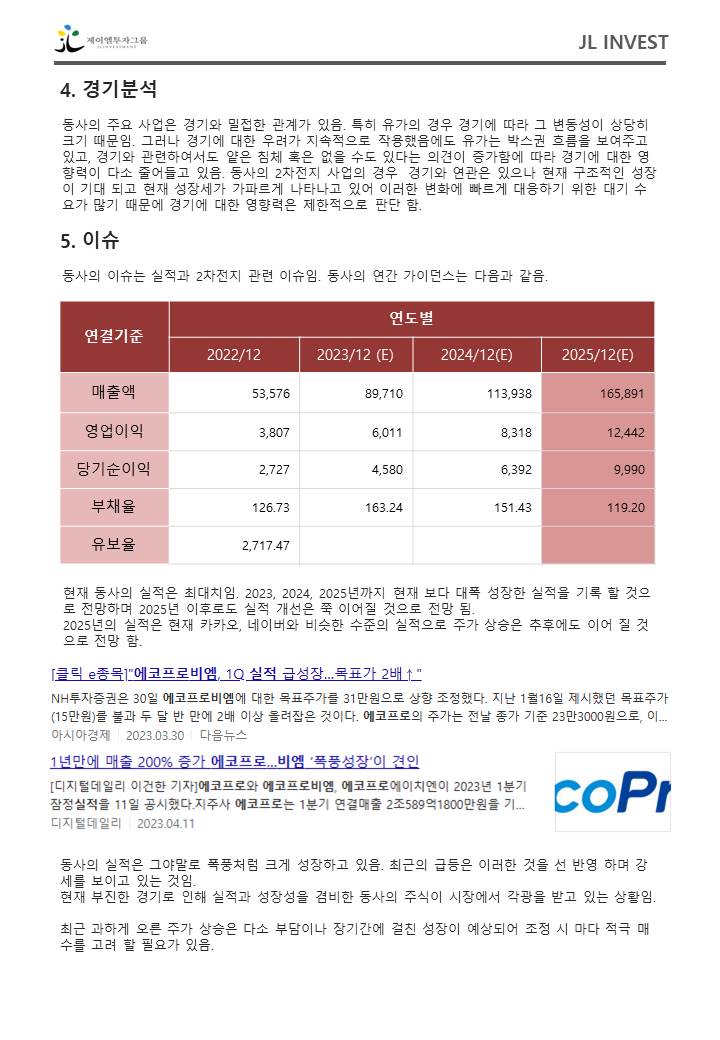 제이엘투자그룹
JLINVESTMENT
JL INVEST
4. 경기분석
동사의 주요 사업은 경기와 밀접한 관계가 있음. 특히 유가의 경우 경기에 따라 그 변동성이 상당히
크기 때문임. 그러나 경기에 대한 우려가 지속적으로 작용했음에도 유가는 박스권 흐름을 보여주고
있고, 경기와 관련하여서도 얕은 침체 혹은 없을 수도 있다는 의견이 증가함에 따라 경기에 대한 영
향력이 다소 줄어들고 있음. 동사의 2차전지 사업의 경우 경기와 연관은 있으나 현재 구조적인 성장
이 기대 되고 현재 성장세가 가파르게 나타나고 있어 이러한 변화에 빠르게 대응하기 위한 대기 수
요가 많기 때문에 경기에 대한 영향력은 제한적으로 판단 함.
5. 이슈
동사의 이슈는 실적과 2차전지 관련 이슈임. 동사의 연간 가이던스는 다음과 같음.
연결기준 연도별
2022/12 2023/12 (E) 2024/12(E) 2025/12(E)
매출액 53,576 89,710 113,938 165,891
영업이익 3,807 6,011 8,318 12,442
당기순이익 2,727 4,580 6,392 9,990
부채율 126.73 163.24 151.43 119.20
유보율 2,717.47
현재 동사의 실적은 최대치임. 2023, 2024, 2025년까지 현재 보다 대폭 성장한 실적을 기록 할 것으
로 전망하며 2025년 이후로도 실적 개선은 쭉 이어질 것으로 전망 됨.
2025년의 실적은 현재 카카오, 네이버와 비슷한 수준의 실적으로 주가 상승은 추후에도 이어 질 것
으로 전망 함.
[클릭 e종목]"에코프로비엠, 1Q 실적 급성장…목표가 2배↑"
NH투자증권은 30일 에코프로비엠에 대한 목표주가를 31만원으로 상향 조정했다. 지난 1월16일 제시했던 목표주가
(15만원)를 불과 두 달 반 만에 2배 이상 올려잡은 것이다. 에코프로의 주가는 전날 종가 기준 23만3000원으로, 이...
아시아경제 2023.03.30 다음뉴스
1년만에 매출 200% 증가 에코프로…비엠 '폭풍성장'이 견인
[디지털데일리 이건한 기자]에코프로와 에코프로비엠, 에코프로에이치엔이 2023년 1분기
잠정실적을 11일 공시했다.지주사 에코프로는 1분기 연결매출 2조589억1800만원을 기...
디지털데일리 2023.04.11
coPr
동사의 실적은 그야말로 폭풍처럼 크게 성장하고 있음. 최근의 급등은 이러한 것을 선 반영 하며 강
세를 보이고 있는 것임.
현재 부진한 경기로 인해 실적과 성장성을 겸비한 동사의 주식이 시장에서 각광을 받고 있는 상황임.
최근 과하게 오른 주가 상승은 다소 부담이나 장기간에 걸친 성장이 예상되어 조정 시 마다 적극 매
수를 고려 할 필요가 있음.